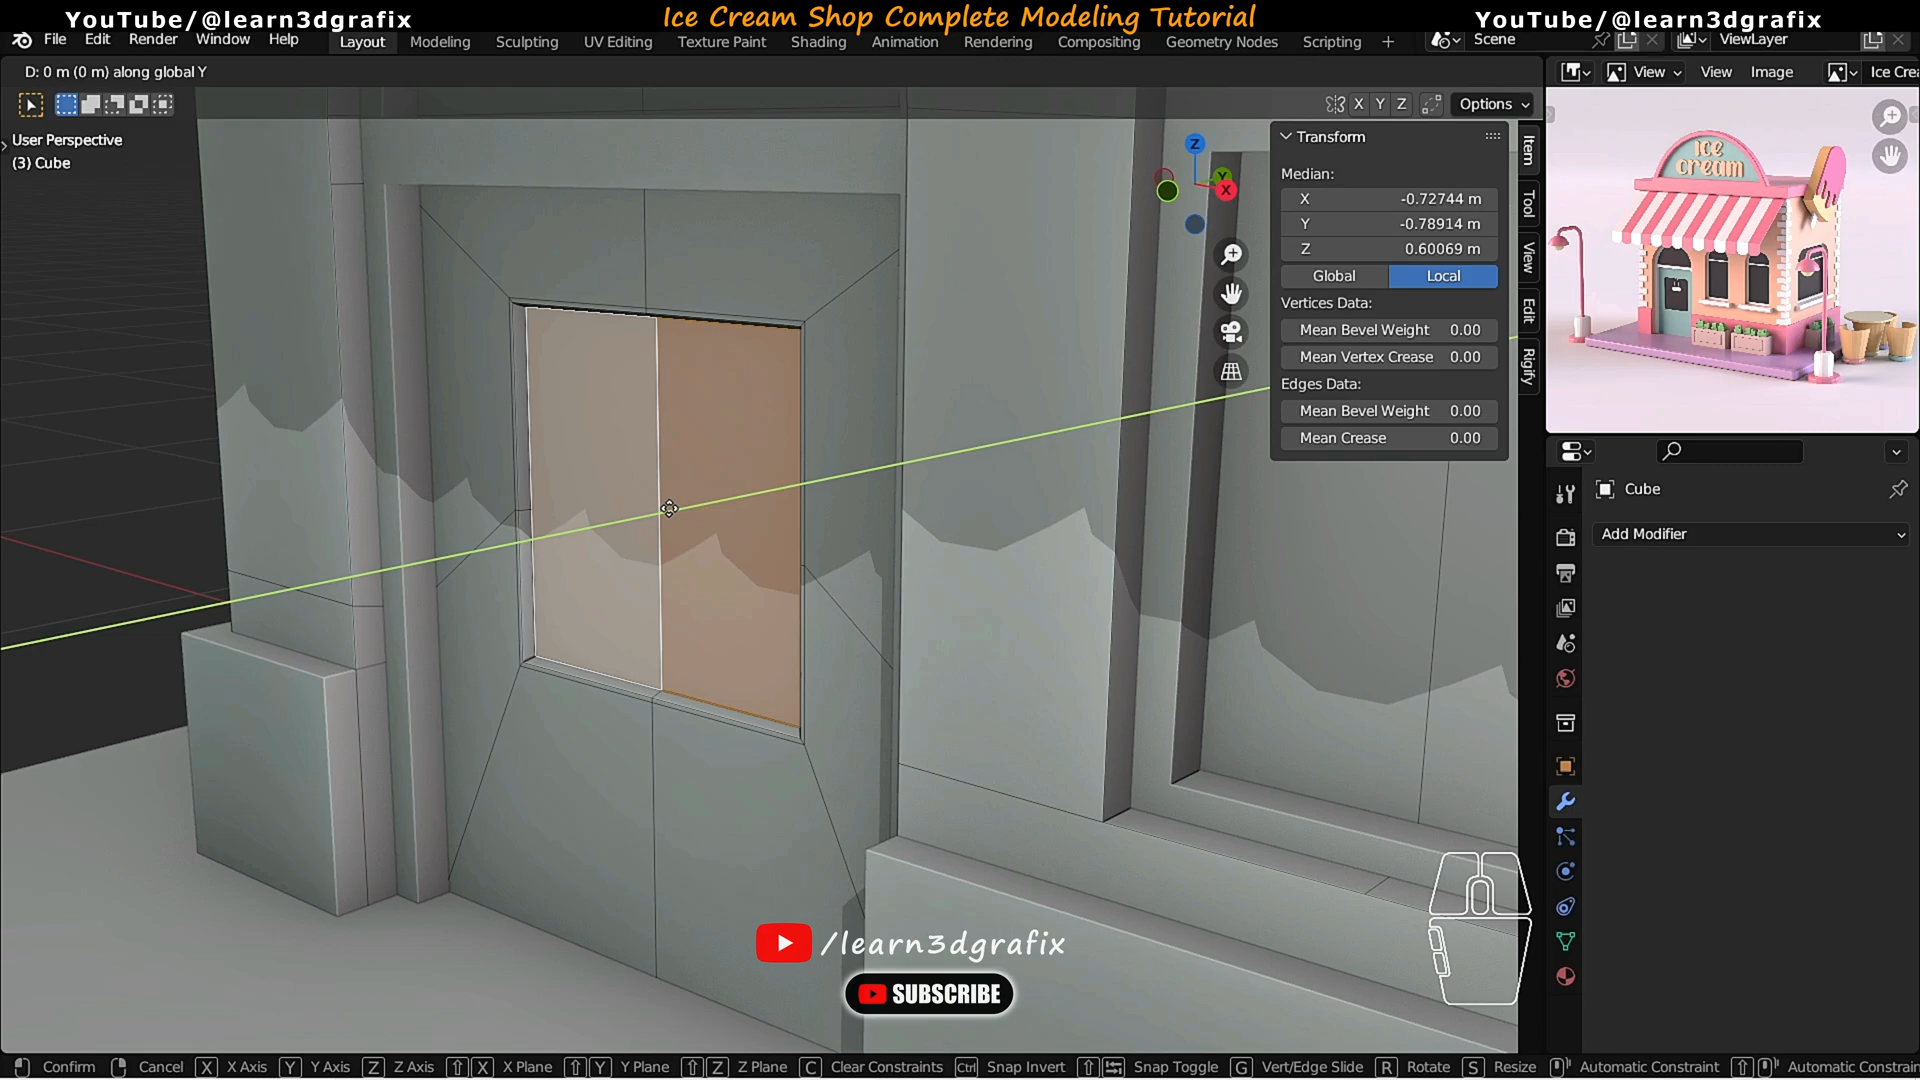 YouTube/@learn3dgrafix
Ice Cream Shop Complete Modeling Tutorial
YouTube/@learn3dgrafix
File Edit Render Window Help
Layout Modeling Sculpting UV Editing Texture Paint Shading Animation Rendering Compositing Geometry Nodes Scripting +
Scene
ViewLayer
D: 0 m (0 m) along global Y
View View Image Ice Crea
X Y Z Options
User Perspective
(3) Cube
Transform
Median:
X -0.72744 m
Y -0.78914 m
Z 0.60069 m
Global Local
Vertices Data:
Mean Bevel Weight 0.00
Mean Vertex Crease 0.00
Edges Data:
Mean Bevel Weight 0.00
Mean Crease 0.00
Item
Tool
View
Edit
Rigify
Z
Y
X
ICE
cream
Cube
Add Modifier
/learn3dgrafix
SUBSCRIBE
Confirm Cancel X X Axis Y Y Axis Z Z Axis X X Plane Y Y Plane Z Z Plane C Clear Constraints Ctrl Snap Invert Snap Toggle G Vert/Edge Slide R Rotate S Resize Automatic Constraint Automatic Constrain